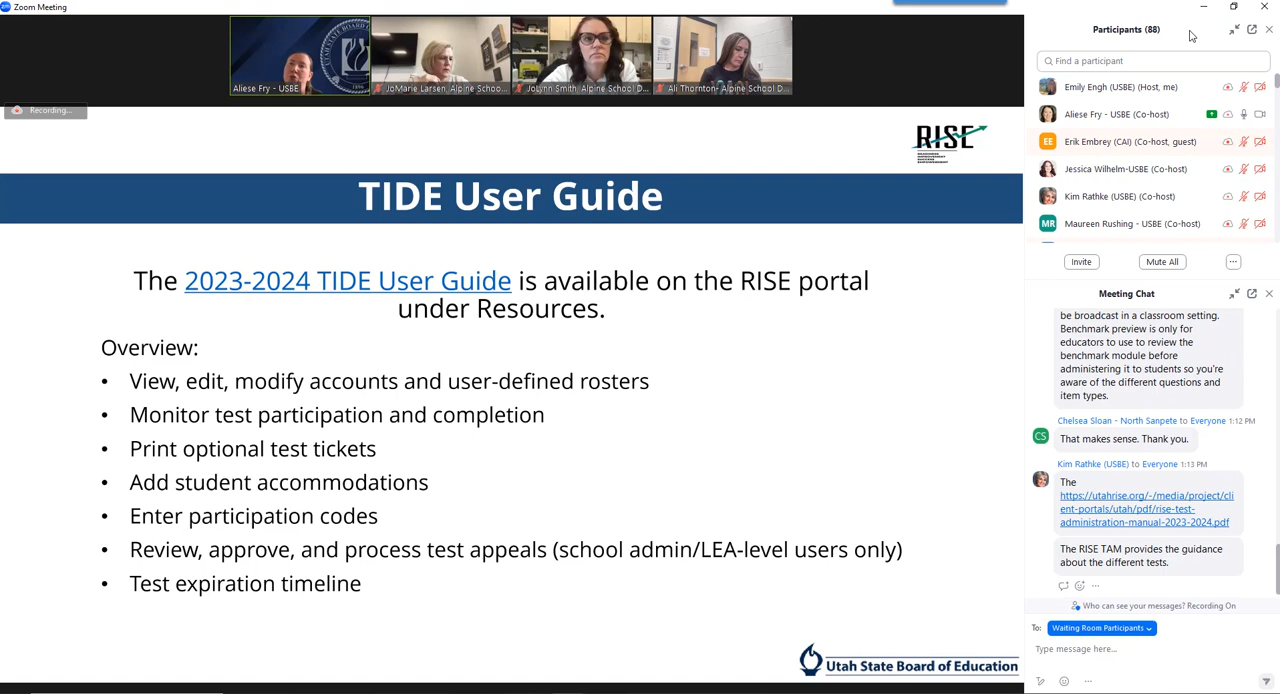 Zoom Meeting
Aliese Fry - USBE
JoMarie Larsen, Alpine Schoo...
JoLynn Smith, Alpine School D...
Ali Thornton- Alpine School D...
Recording...
RISE
TIDE User Guide
The 2023-2024 TIDE User Guide is available on the RISE portal
under Resources.
Overview:
• View, edit, modify accounts and user-defined rosters
• Monitor test participation and completion
• Print optional test tickets
• Add student accommodations
• Enter participation codes
• Review, approve, and process test appeals (school admin/LEA-level users only)
• Test expiration timeline
Utah State Board of Education
Participants (88)
Find a participant
Emily Engh (USBE) (Host, me)
Aliese Fry - USBE (Co-host)
EE Erik Embrey (CAI) (Co-host, guest)
Jessica Wilhelm-USBE (Co-host)
Kim Rathke (USBE) (Co-host)
MR Maureen Rushing - USBE (Co-host)
Invite Mute All ...
Meeting Chat
be broadcast in a classroom setting.
Benchmark preview is only for
educators to use to review the
benchmark module before
administering it to students so you're
aware of the different questions and
item types.
Chelsea Sloan - North Sanpete to Everyone 1:12 PM
CS That makes sense. Thank you.
Kim Rathke (USBE) to Everyone 1:13 PM
The
https://utahrise.org/-/media/project/cli
ent-portals/utah/pdf/rise-test-
administration-manual-2023-2024.pdf
The RISE TAM provides the guidance
about the different tests.
Who can see your messages? Recording On
To: Waiting Room Participants
Type message here...